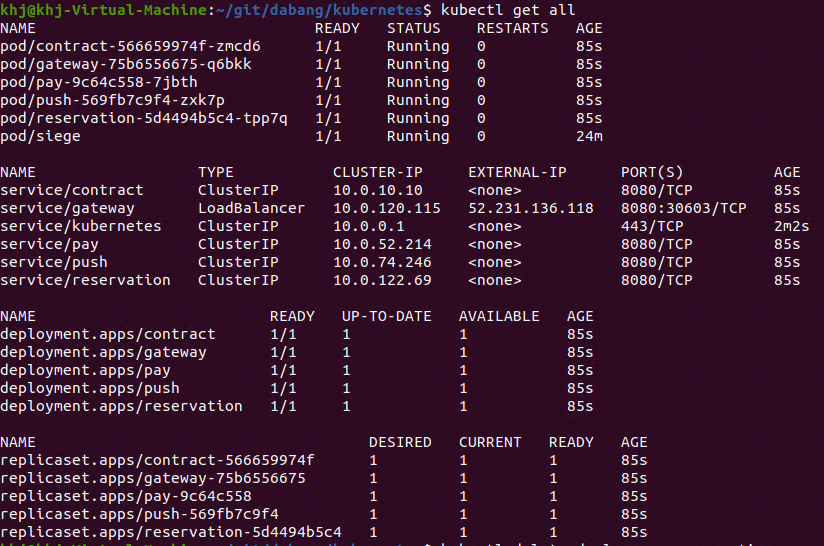 khj@khj-Virtual-Machine:~/git/dabang/kubernetes$ kubectl get all
NAME READY STATUS RESTARTS AGE
pod/contract-566659974f-zmcd6 1/1 Running 0 85s
pod/gateway-75b6556675-q6bkk 1/1 Running 0 85s
pod/pay-9c64c558-7jbth 1/1 Running 0 85s
pod/push-569fb7c9f4-zxk7p 1/1 Running 0 85s
pod/reservation-5d4494b5c4-tpp7q 1/1 Running 0 85s
pod/siege 1/1 Running 0 24m
NAME TYPE CLUSTER-IP EXTERNAL-IP PORT(S) AGE
service/contract ClusterIP 10.0.10.10 <none> 8080/TCP 85s
service/gateway LoadBalancer 10.0.120.115 52.231.136.118 8080:30603/TCP 85s
service/kubernetes ClusterIP 10.0.0.1 <none> 443/TCP 2m2s
service/pay ClusterIP 10.0.52.214 <none> 8080/TCP 85s
service/push ClusterIP 10.0.74.246 <none> 8080/TCP 85s
service/reservation ClusterIP 10.0.122.69 <none> 8080/TCP 85s
NAME READY UP-TO-DATE AVAILABLE AGE
deployment.apps/contract 1/1 1 1 85s
deployment.apps/gateway 1/1 1 1 85s
deployment.apps/pay 1/1 1 1 85s
deployment.apps/push 1/1 1 1 85s
deployment.apps/reservation 1/1 1 1 85s
NAME DESIRED CURRENT READY AGE
replicaset.apps/contract-566659974f 1 1 1 85s
replicaset.apps/gateway-75b6556675 1 1 1 85s
replicaset.apps/pay-9c64c558 1 1 1 85s
replicaset.apps/push-569fb7c9f4 1 1 1 85s
replicaset.apps/reservation-5d4494b5c4 1 1 1 85s